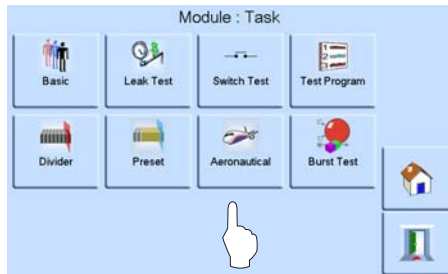 Module : Task
Basic
Leak Test
Switch Test
Test Program
Divider
Preset
Aeronautical
Burst Test